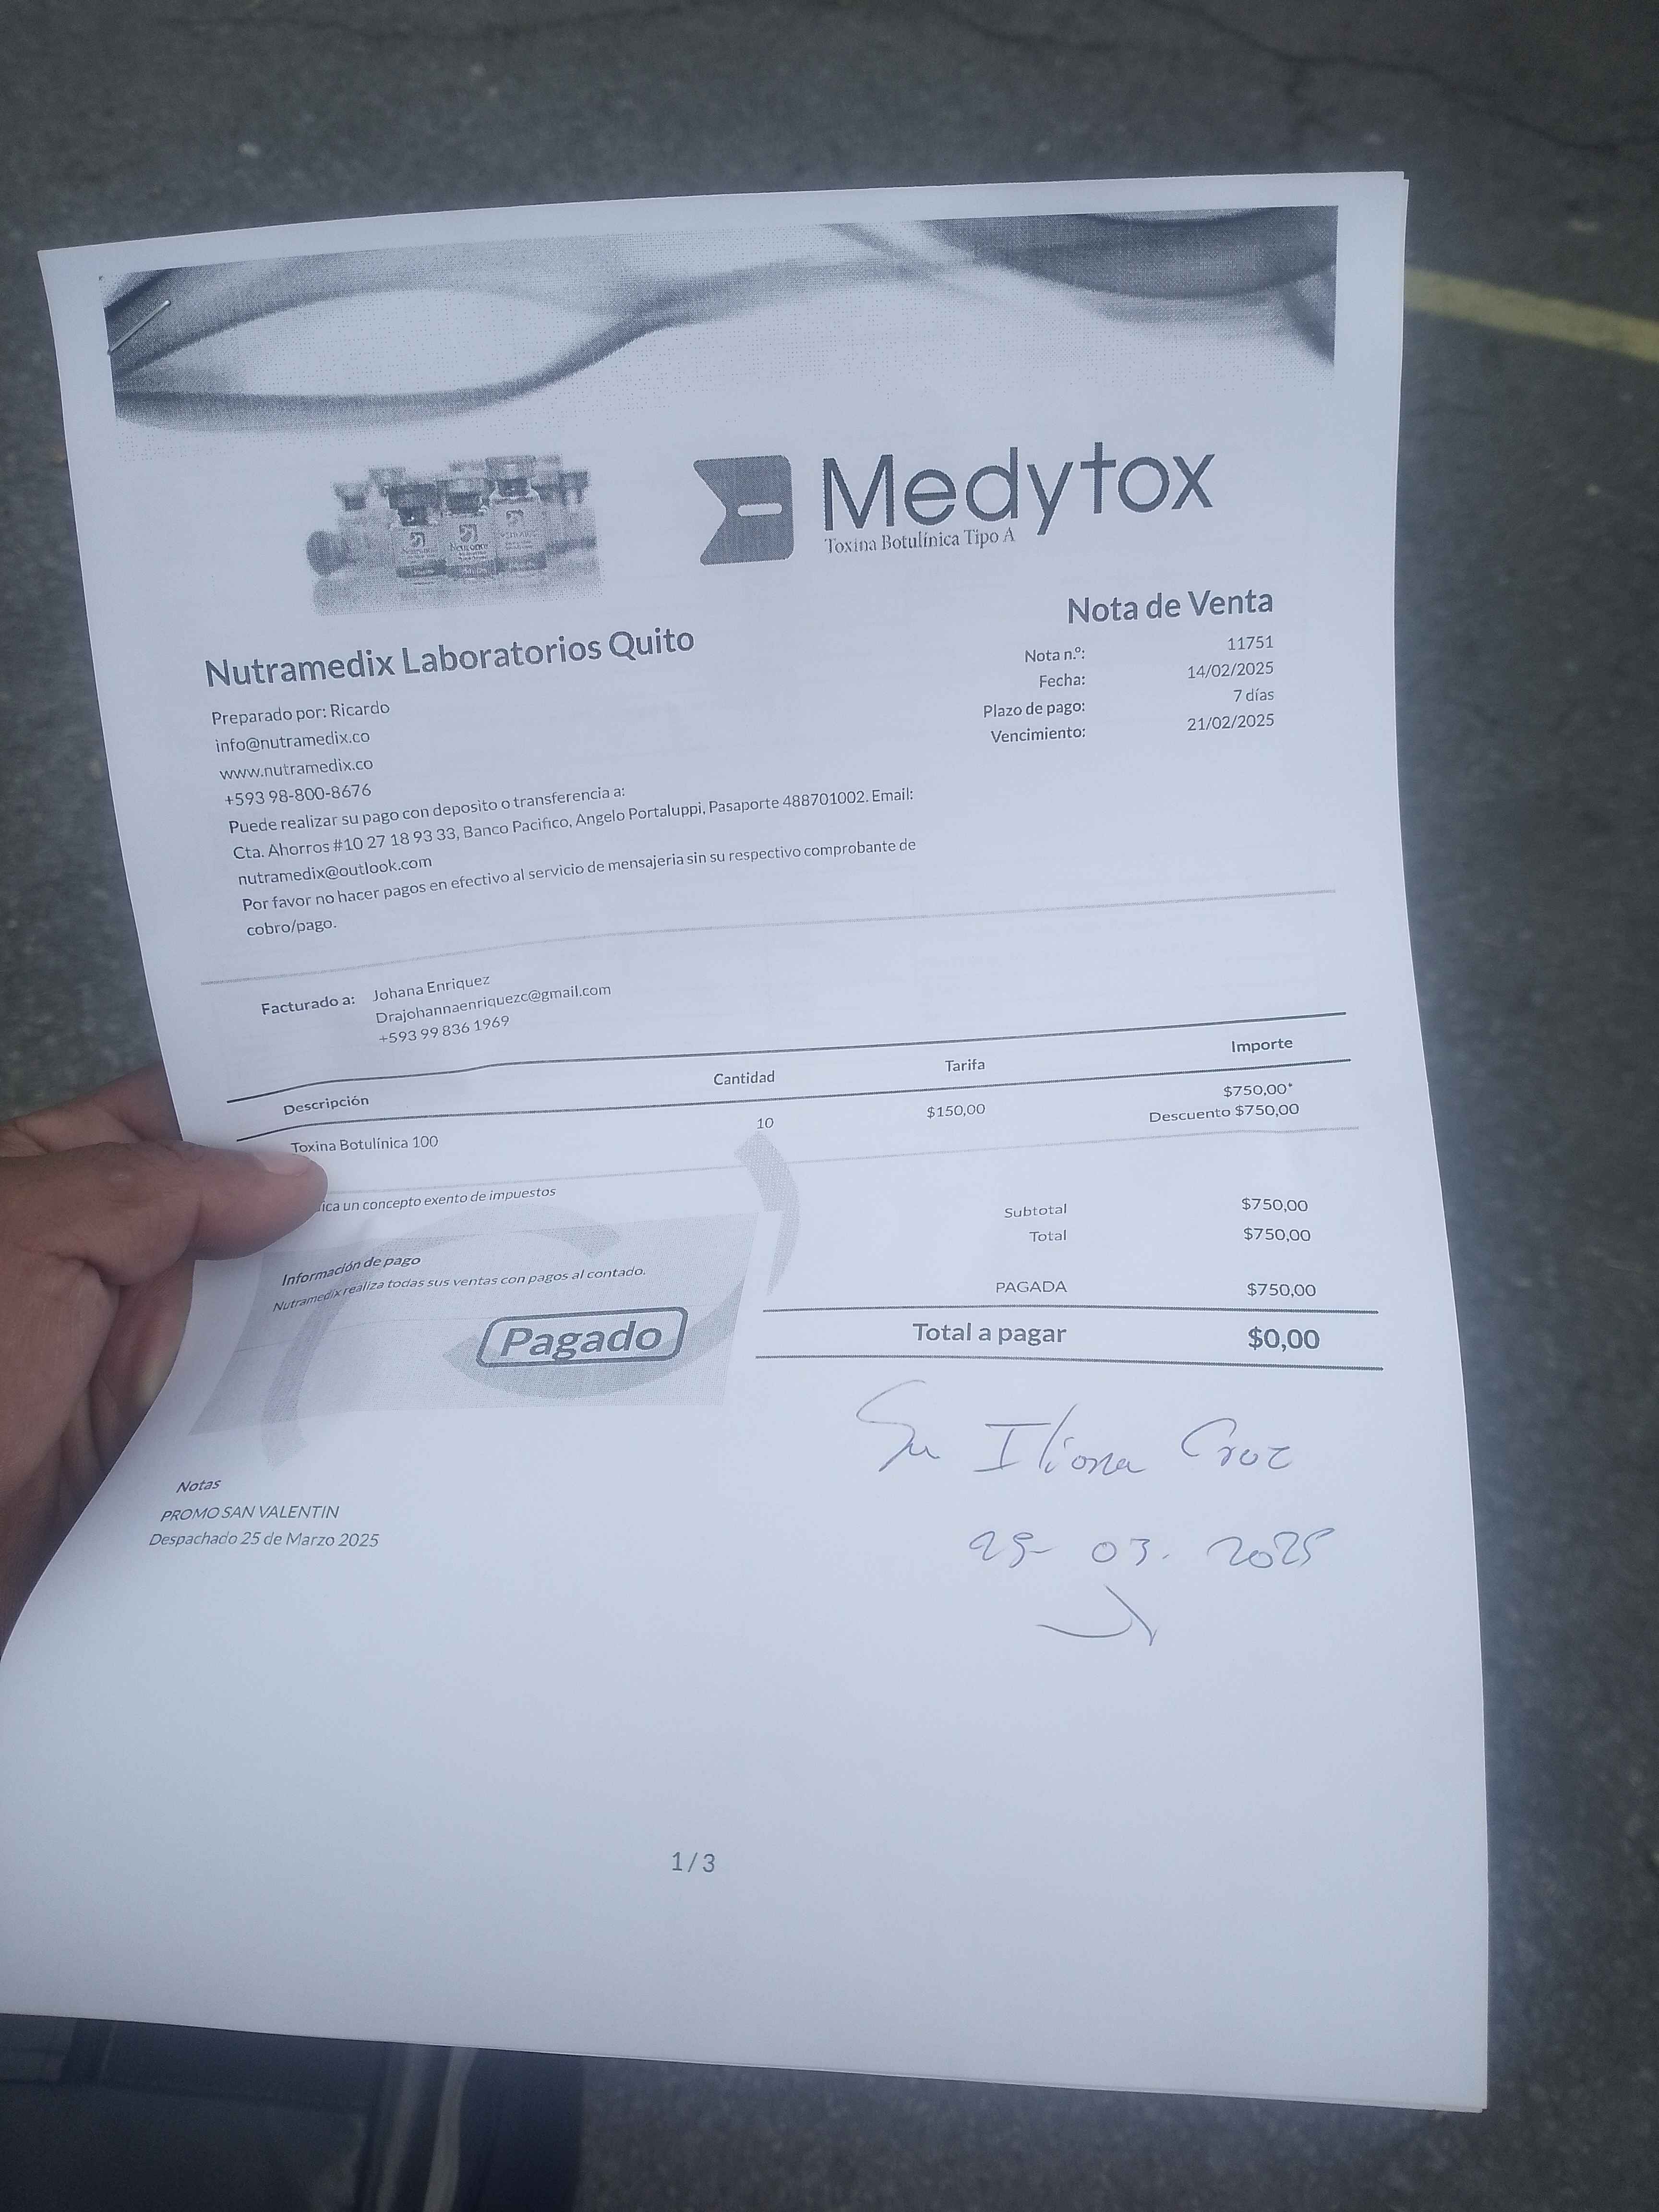 Medytox
Toxina Botulínica Tipo A
Nota de Venta
Nutramedix Laboratorios Quito
Nota n.º: 11751
Fecha: 14/02/2025
Plazo de pago: 7 días
Vencimiento: 21/02/2025
Preparado por: Ricardo
info@nutramedix.co
www.nutramedix.co
+593 98-800-8676
Puede realizar su pago con deposito o transferencia a:
Cta. Ahorros #10 27 18 93 33, Banco Pacifico, Angelo Portaluppi, Pasaporte 488701002. Email:
nutramedix@outlook.com
Por favor no hacer pagos en efectivo al servicio de mensajeria sin su respectivo comprobante de
cobro/pago.
Facturado a: Johana Enriquez
Drajohannaenriquezc@gmail.com
+593 99 836 1969
Descripción Cantidad Tarifa Importe
Toxina Botulínica 100 10 $150,00 $750,00*
Descuento $750,00
ica un concepto exento de impuestos
Subtotal $750,00
Total $750,00
PAGADA $750,00
Total a pagar $0,00
Información de pago
Nutramedix realiza todas sus ventas con pagos al contado.
Pagado
Iliana Cruz
25- 03. 2025
Notas
PROMO SAN VALENTIN
Despachado 25 de Marzo 2025
1/3